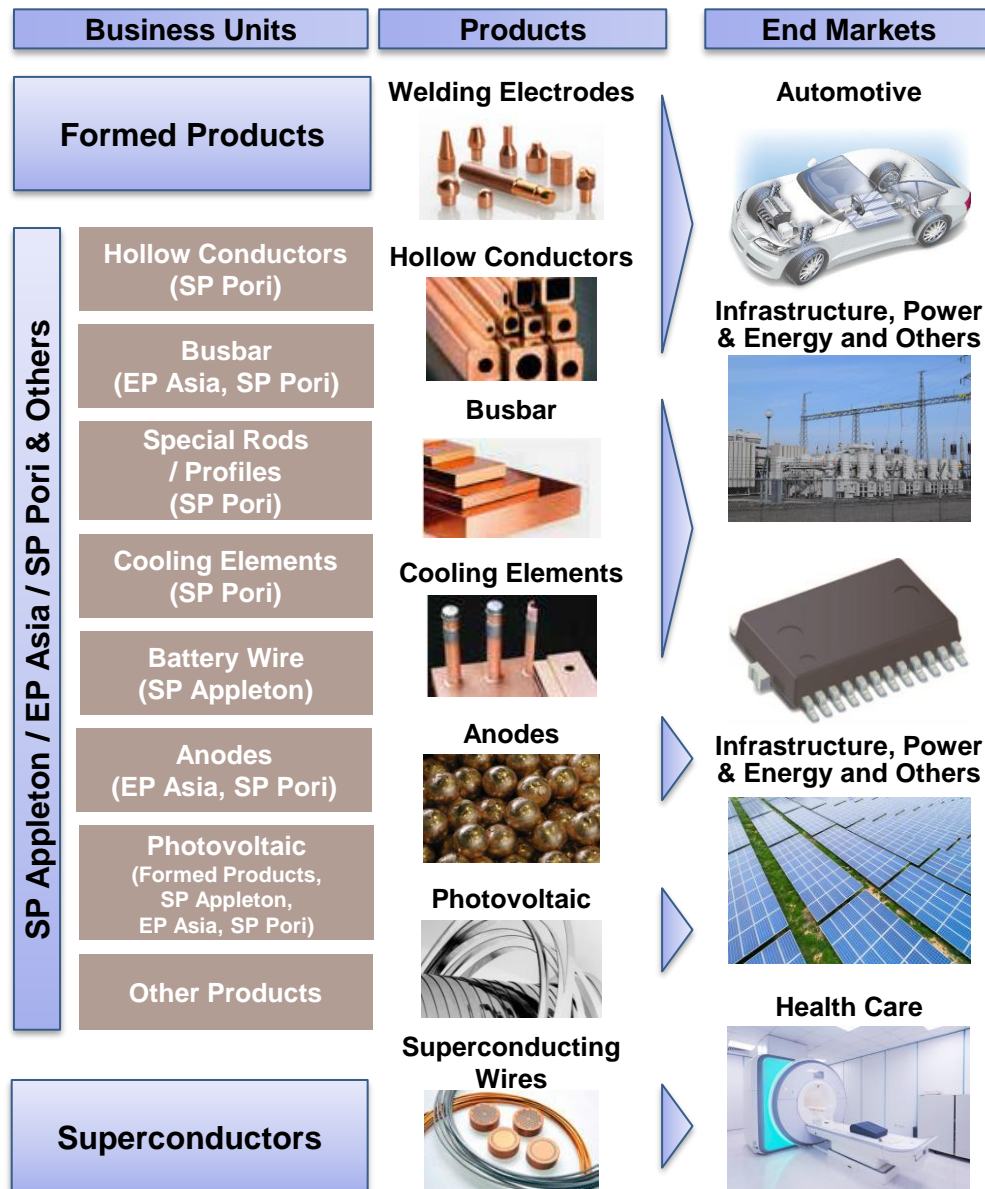 Business Units
Products
End Markets
Formed Products
SP Appleton / EP Asia / SP Pori & Others
Hollow Conductors
(SP Pori)
Busbar
(EP Asia, SP Pori)
Special Rods
/ Profiles
(SP Pori)
Cooling Elements
(SP Pori)
Battery Wire
(SP Appleton)
Anodes
(EP Asia, SP Pori)
Photovoltaic
(Formed Products,
SP Appleton,
EP Asia, SP Pori)
Other Products
Superconductors
Welding Electrodes
Hollow Conductors
Busbar
Cooling Elements
Anodes
Photovoltaic
Superconducting
Wires
Automotive
Infrastructure, Power
& Energy and Others
Infrastructure, Power
& Energy and Others
Health Care